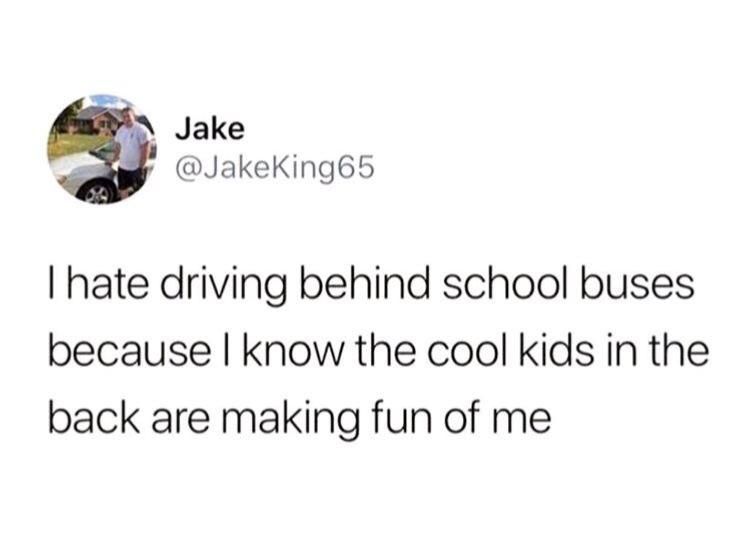 Jake
@JakeKing65
I hate driving behind school buses
because I know the cool kids in the
back are making fun of me